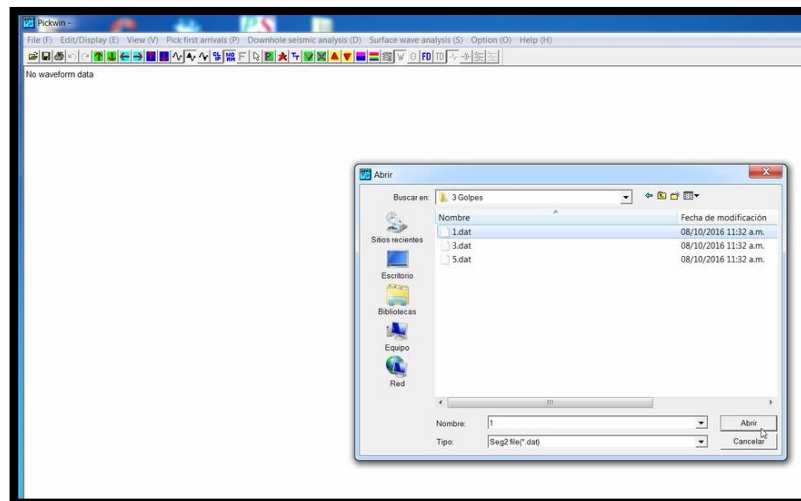 Pickwin -
File (F) Edit/Display (E) View (V) Pick first arrivals (P) Downhole seismic analysis (D) Surface wave analysis (S) Option (O) Help (H)
No waveform data
Abrir
Buscar en: 3 Golpes
Nombre Fecha de modificación
1.dat 08/10/2016 11:32 a.m.
3.dat 08/10/2016 11:32 a.m.
5.dat 08/10/2016 11:32 a.m.
Sitios recientes
Escritorio
Bibliotecas
Equipo
Red
Nombre: 1 Abrir
Tipo: Seg2 file(*.dat) Cancelar